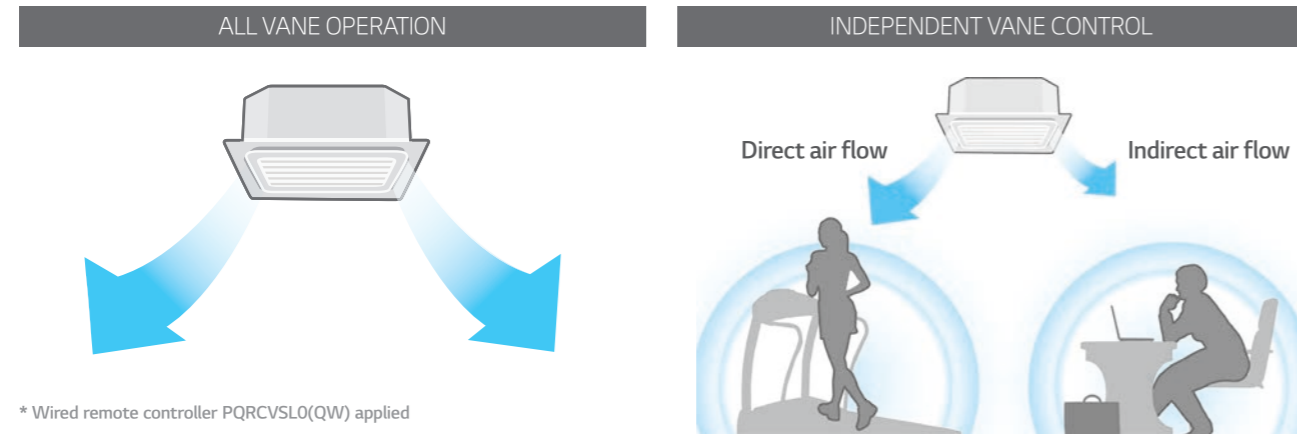 ALL VANE OPERATION
INDEPENDENT VANE CONTROL
Direct air flow
Indirect air flow
* Wired remote controller PQRCVSL0(QW) applied